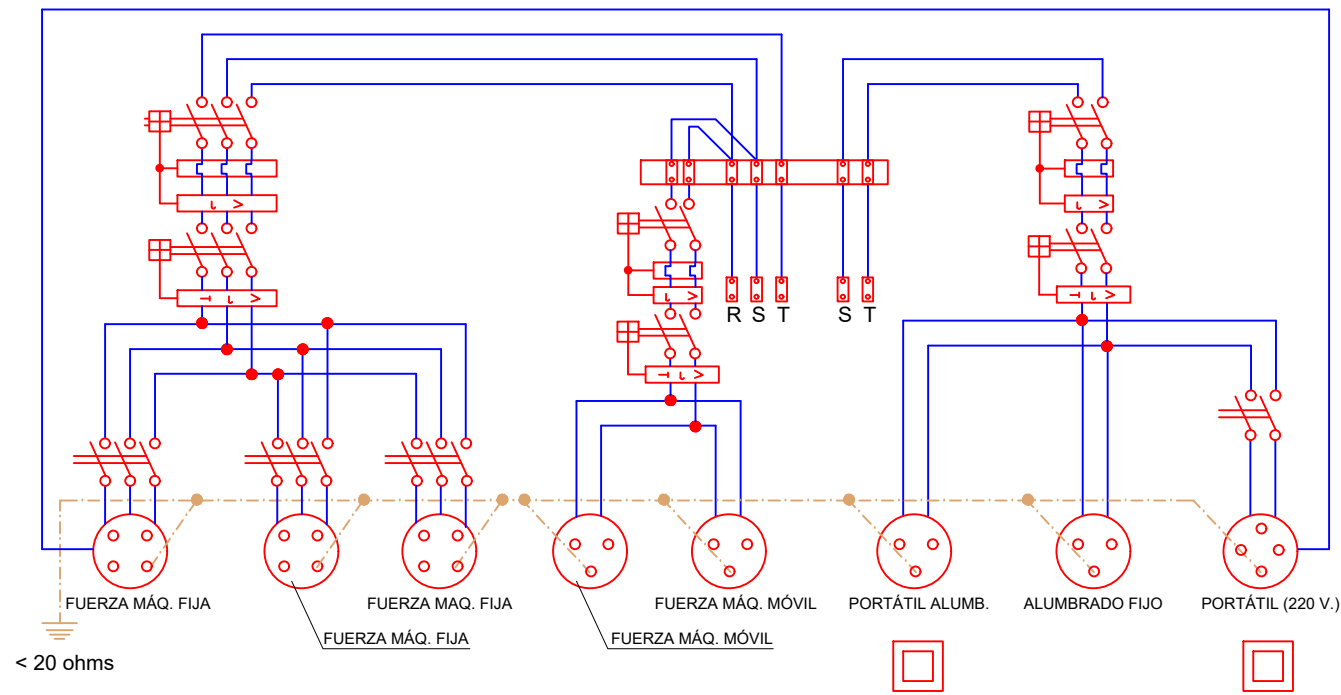 R S T S T
FUERZA MÁQ. FIJA
FUERZA MAQ. FIJA
FUERZA MÁQ. MÓVIL
PORTÁTIL ALUMB.
ALUMBRADO FIJO
PORTÁTIL (220 V.)
FUERZA MÁQ. FIJA
FUERZA MÁQ. MÓVIL
< 20 ohms